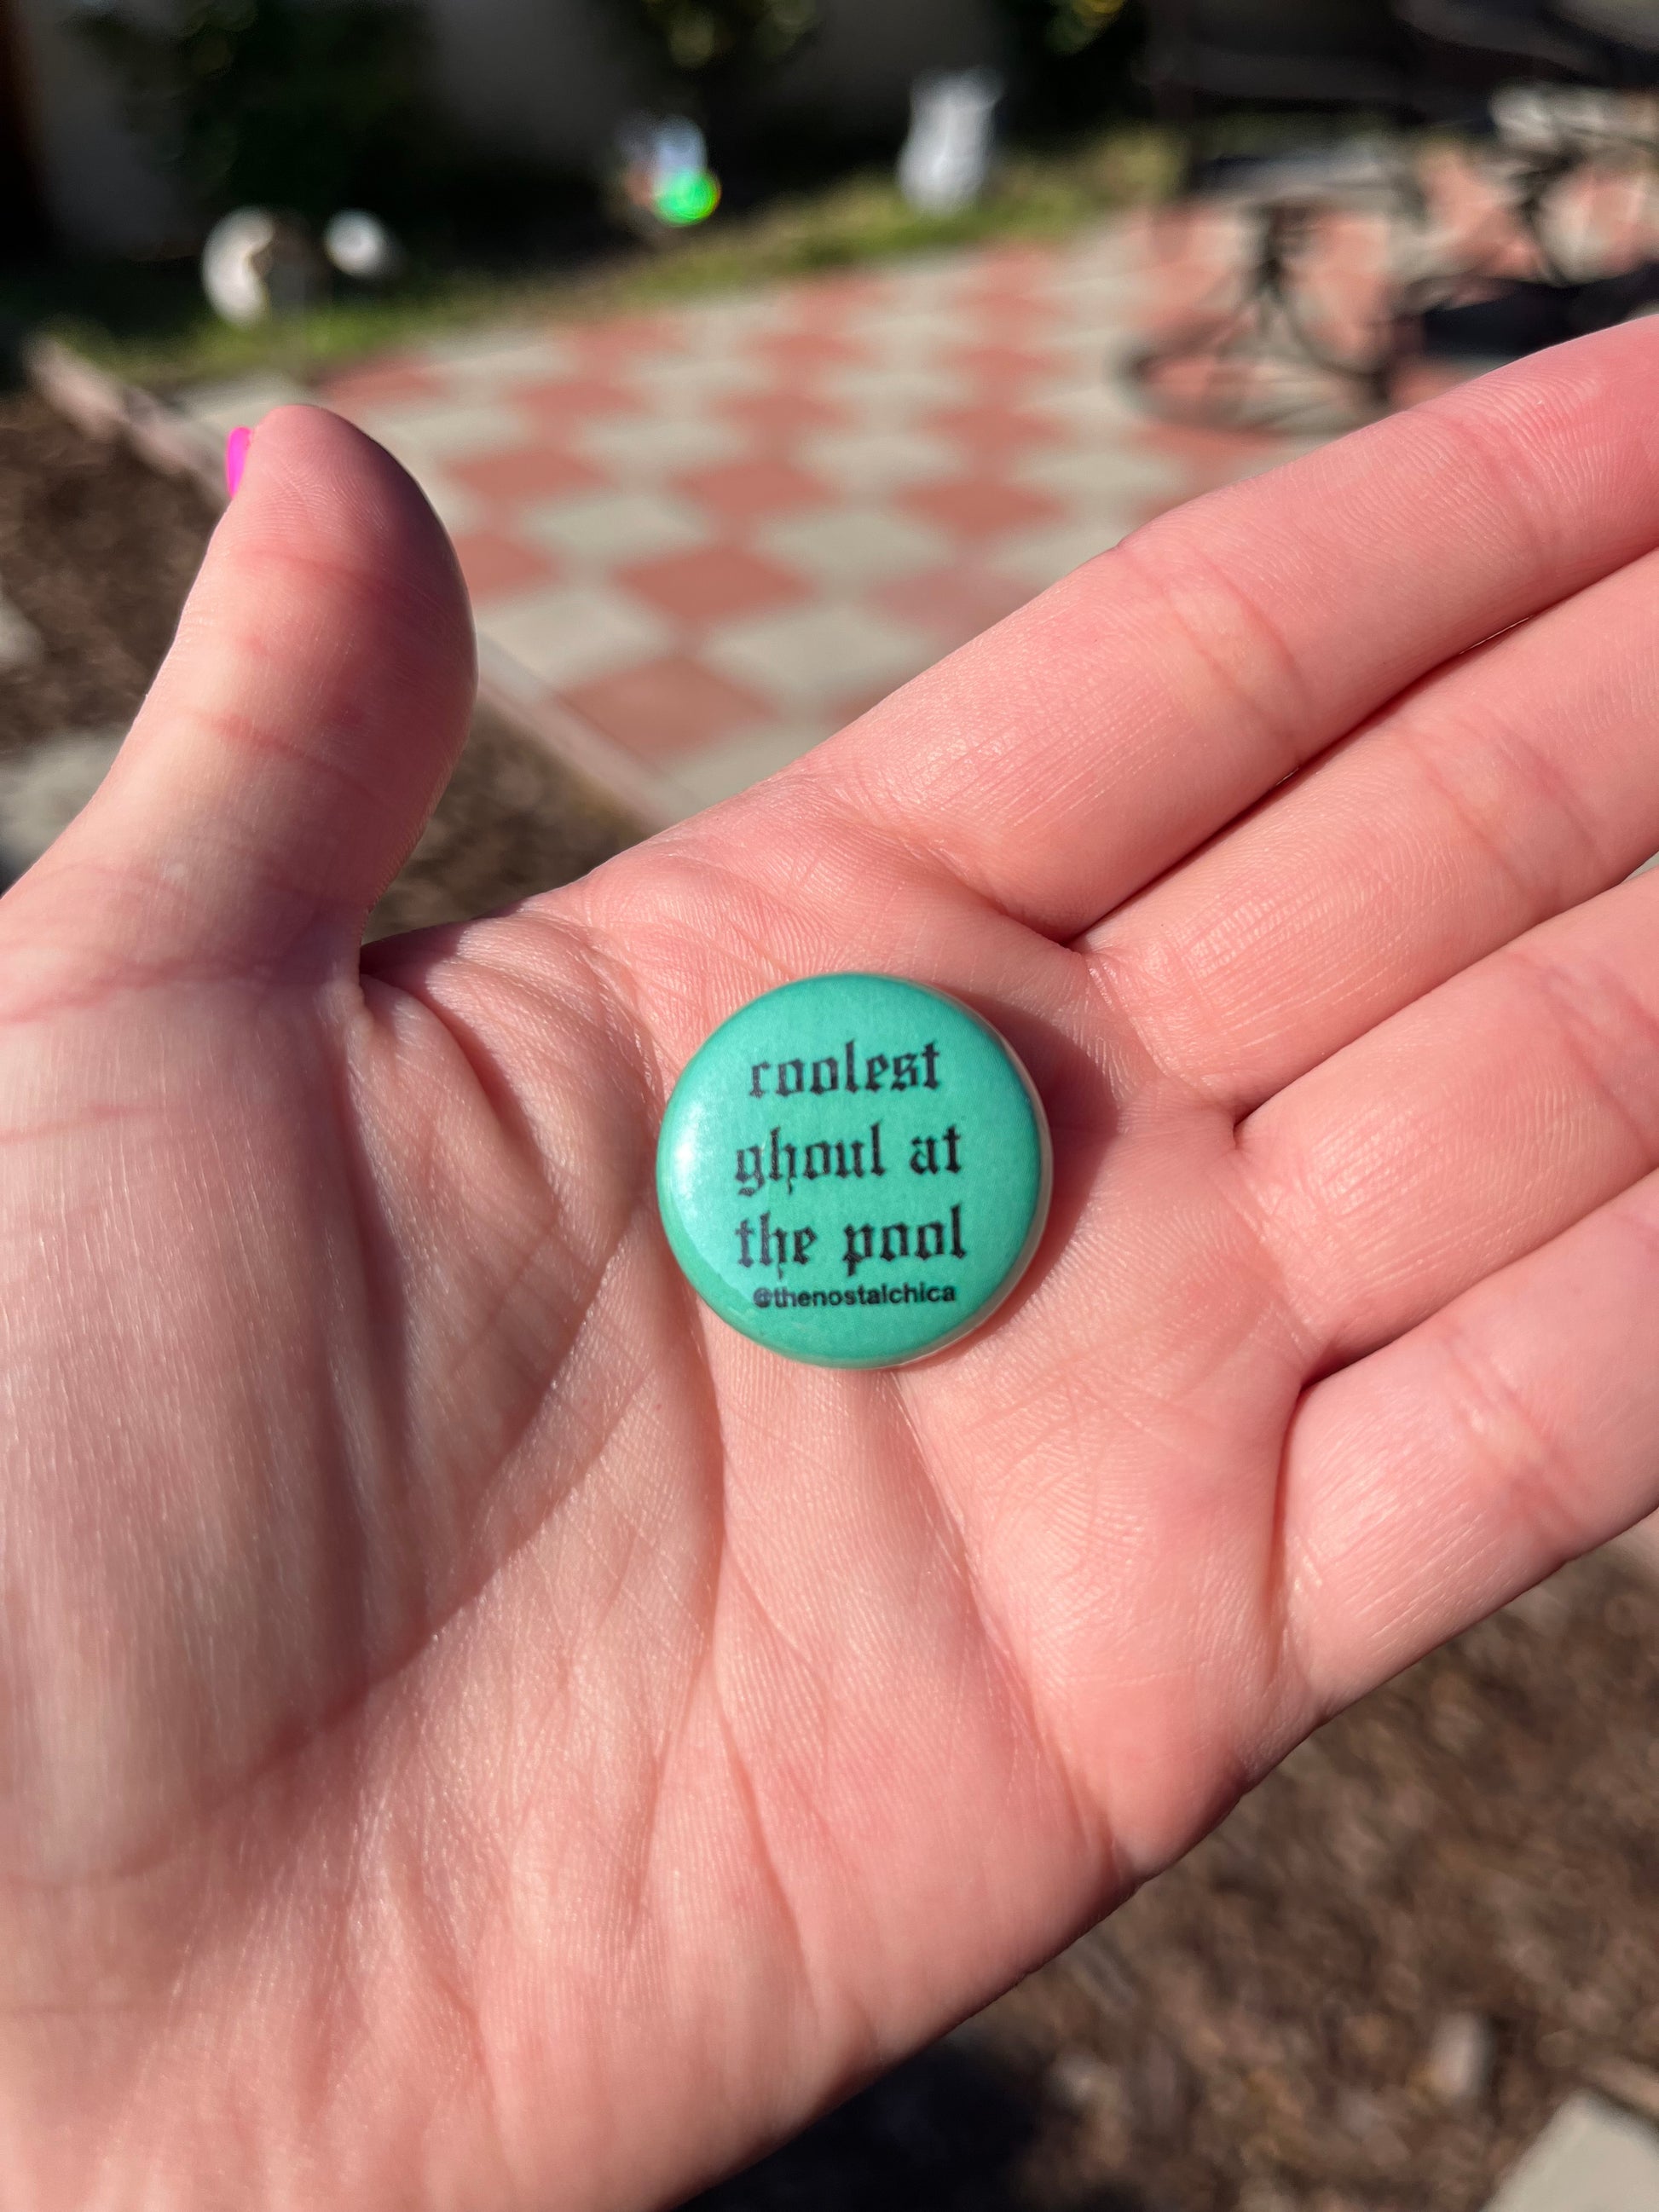 coolest
ghoul at
the pool
@thenostalchica